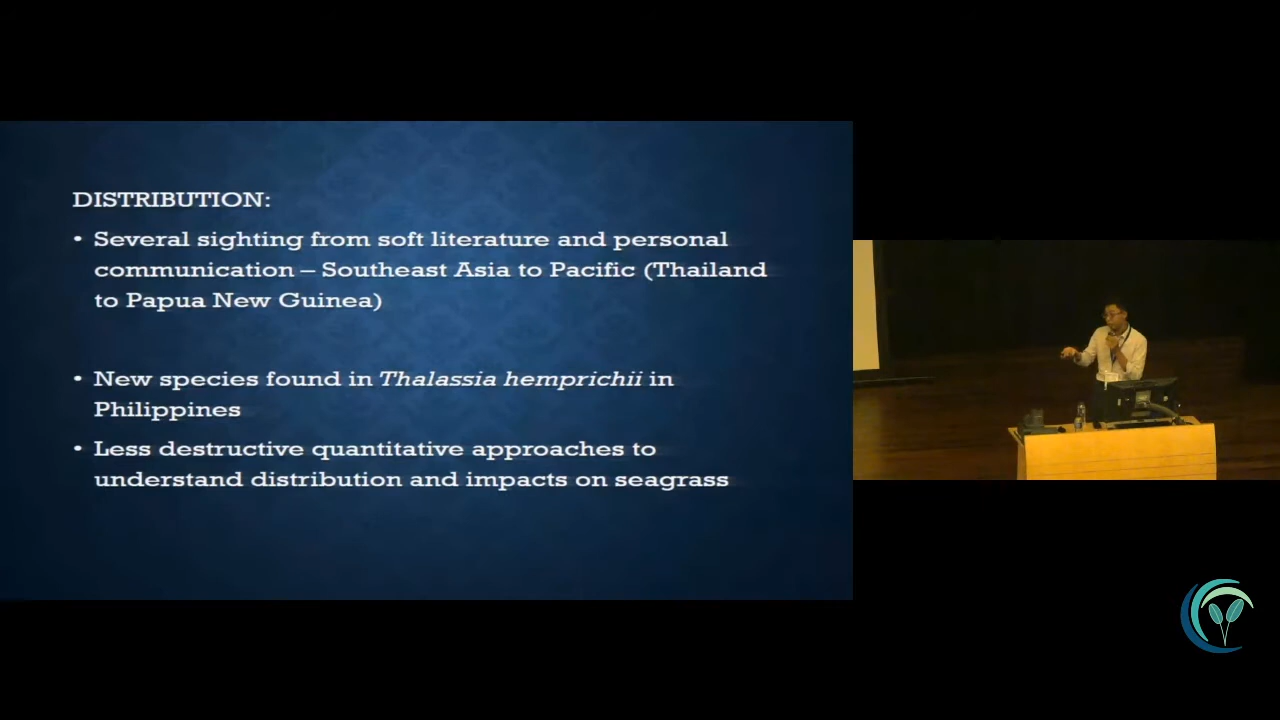 DISTRIBUTION:
• Several sighting from soft literature and personal
communication – Southeast Asia to Pacific (Thailand
to Papua New Guinea)
• New species found in Thalassia hemprichii in
Philippines
• Less destructive quantitative approaches to
understand distribution and impacts on seagrass